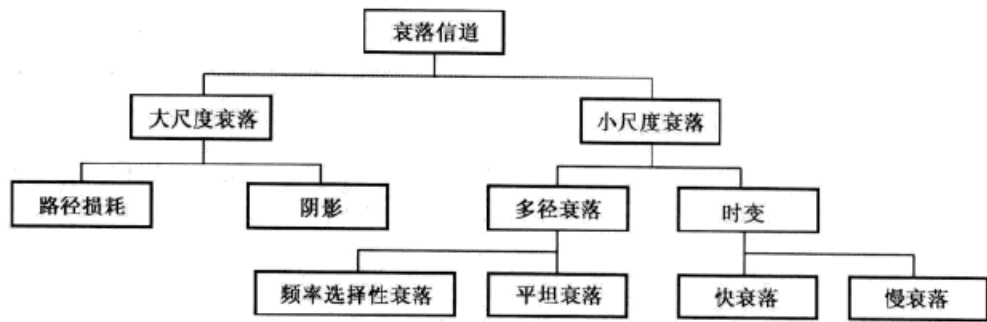 衰落信道
大尺度衰落
小尺度衰落
路径损耗
阴影
多径衰落
时变
频率选择性衰落
平坦衰落
快衰落
慢衰落